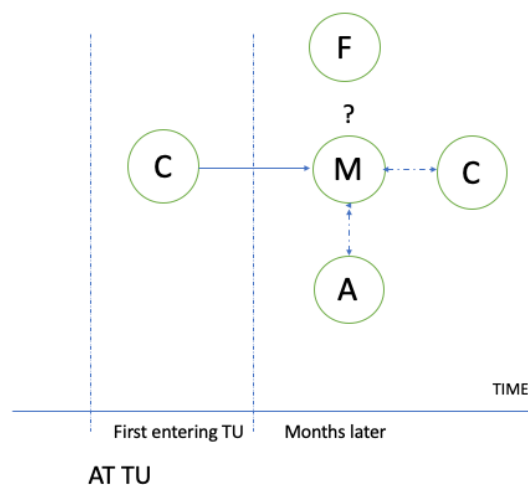 F
?
C
M
C
A
TIME
First entering TU
Months later
AT TU